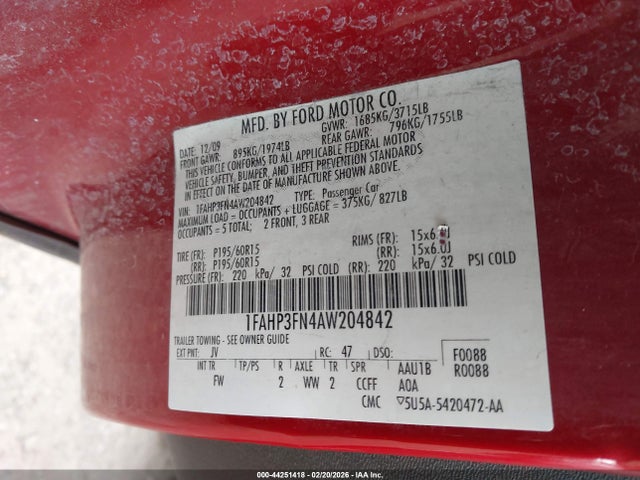 MFD. BY FORD MOTOR CO.
DATE: 12/09 GVWR: 1685KG/3715LB
FRONT GAWR: 895KG/1974LB REAR GAWR: 796KG/1755LB
THIS VEHICLE CONFORMS TO ALL APPLICABLE FEDERAL MOTOR
VEHICLE SAFETY, BUMPER, AND THEFT PREVENTION STANDARDS
IN EFFECT ON THE DATE OF MANUFACTURE SHOWN ABOVE.
VIN: 1FAHP3FN4AW204842 TYPE: Passenger Car
MAXIMUM LOAD = OCCUPANTS + LUGGAGE = 375KG/ 827LB
OCCUPANTS = 5 TOTAL: 2 FRONT, 3 REAR
TIRE (FR): P195/60R15 RIMS (FR): 15x6.0J
(RR): P195/60R15 (RR): 15x6.0J
PRESSURE (FR): 220 kPa/ 32 PSI COLD (RR): 220 kPa/ 32 PSI COLD
1FAHP3FN4AW204842
TRAILER TOWING - SEE OWNER GUIDE
EXT PNT: JV RC: 47 DSO: F0088
INT TR TP/PS R AXLE TR SPR AAU1B R0088
FW 2 WW 2 CCFF AOA
CMC 5U5A-5420472-AA
000-44251418 - 02/20/2026 - IAA Inc.